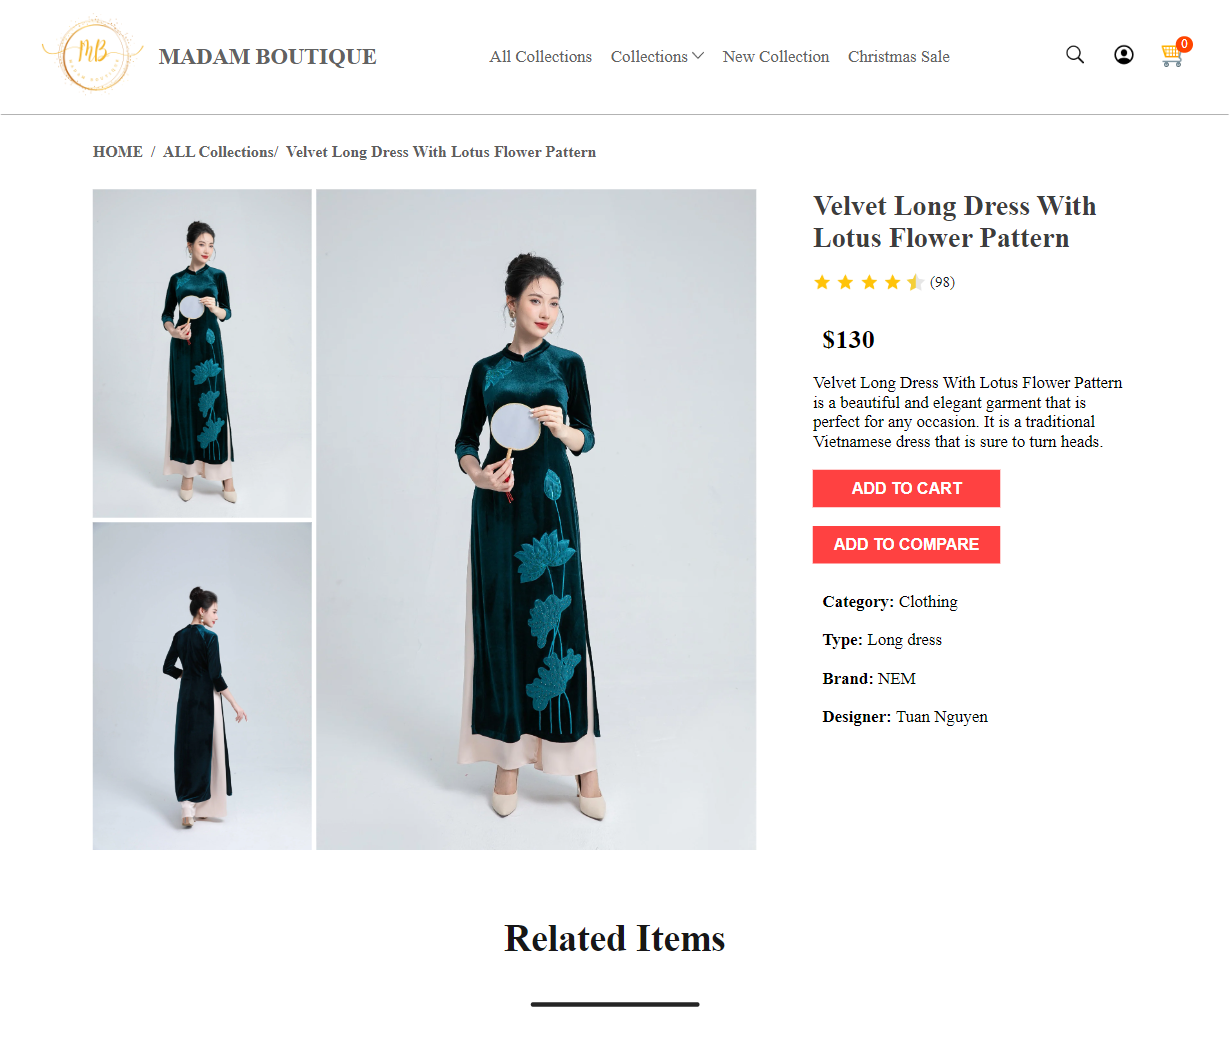 MB
MADAM BOUTIQUE
MADAM BOUTIQUE
All Collections
Collections
New Collection
Christmas Sale
0
HOME / ALL Collections/ Velvet Long Dress With Lotus Flower Pattern
Velvet Long Dress With
Lotus Flower Pattern
(98)
$130
Velvet Long Dress With Lotus Flower Pattern
is a beautiful and elegant garment that is
perfect for any occasion. It is a traditional
Vietnamese dress that is sure to turn heads.
ADD TO CART
ADD TO COMPARE
Category: Clothing
Type: Long dress
Brand: NEM
Designer: Tuan Nguyen
Related Items